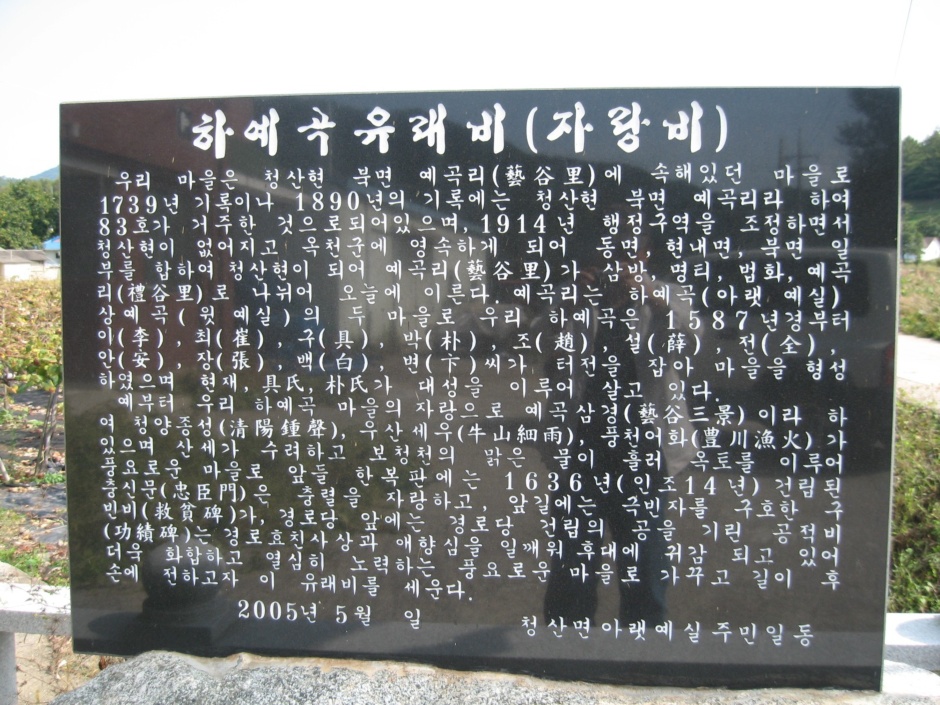 하예곡유래비(자랑비)
우리 마을은 청산현 북면 예곡리(藝谷里)에 속해있던 마을로
1739년 기록이나 1890년의 기록에는 청산현 북면 예곡리라 하여
83호가 거주한 것으로되어있으며, 1914년 행정구역을 조정하면서
청산현이 없어지고 옥천군에 영속하게 되어 동면, 현내면, 북면 일
부를 합하여 청산현이 되어 예곡리(藝谷里)가 삼방, 명티, 법화, 예곡
리(禮谷里)로 나뉘어 오늘에 이른다. 예곡리는 하예곡(아랫 예실)
상예곡(윗예실)의 두 마을로 우리 하예곡은 1587년경부터
이(李), 최(崔), 구(具), 박(朴), 조(趙), 설(薛), 전(全),
안(安), 장(張), 백(白), 변(卞)씨가 터전을 잡아 마을을 형성
하였으며 현재, 具氏, 朴氏가 대성을 이루어 살고 있다.
예부터 우리 하예곡 마을의 자랑으로 예곡삼경(藝谷三景)이라 하
여 청양종성(清陽鍾聲), 우산세우(牛山細雨), 풍천어화(豊川漁火)가
있으며 산세가 수려하고 보청천의 맑은 물이 흘러 옥토를 이루어
풍요로운 마을로 앞들 한복판에는 1636년(인조14년) 건립된
충신문(忠臣門)은 충렬을 자랑하고, 앞길에는 극빈자를 구호한 구
빈비(救貧碑)가, 경로당 앞에는 경로당 건립의 공을 기린 공적비
(功績碑)는 경로효친사상과 애향심을 일깨워 후대에 귀감 되고 있어
더욱 화합하고 열심히 노력하는 풍요로운 마을로 가꾸고 길이 후
손에 전하고자 이 유래비를 세운다.
2005년 5월 일
청산면아랫예실주민일동